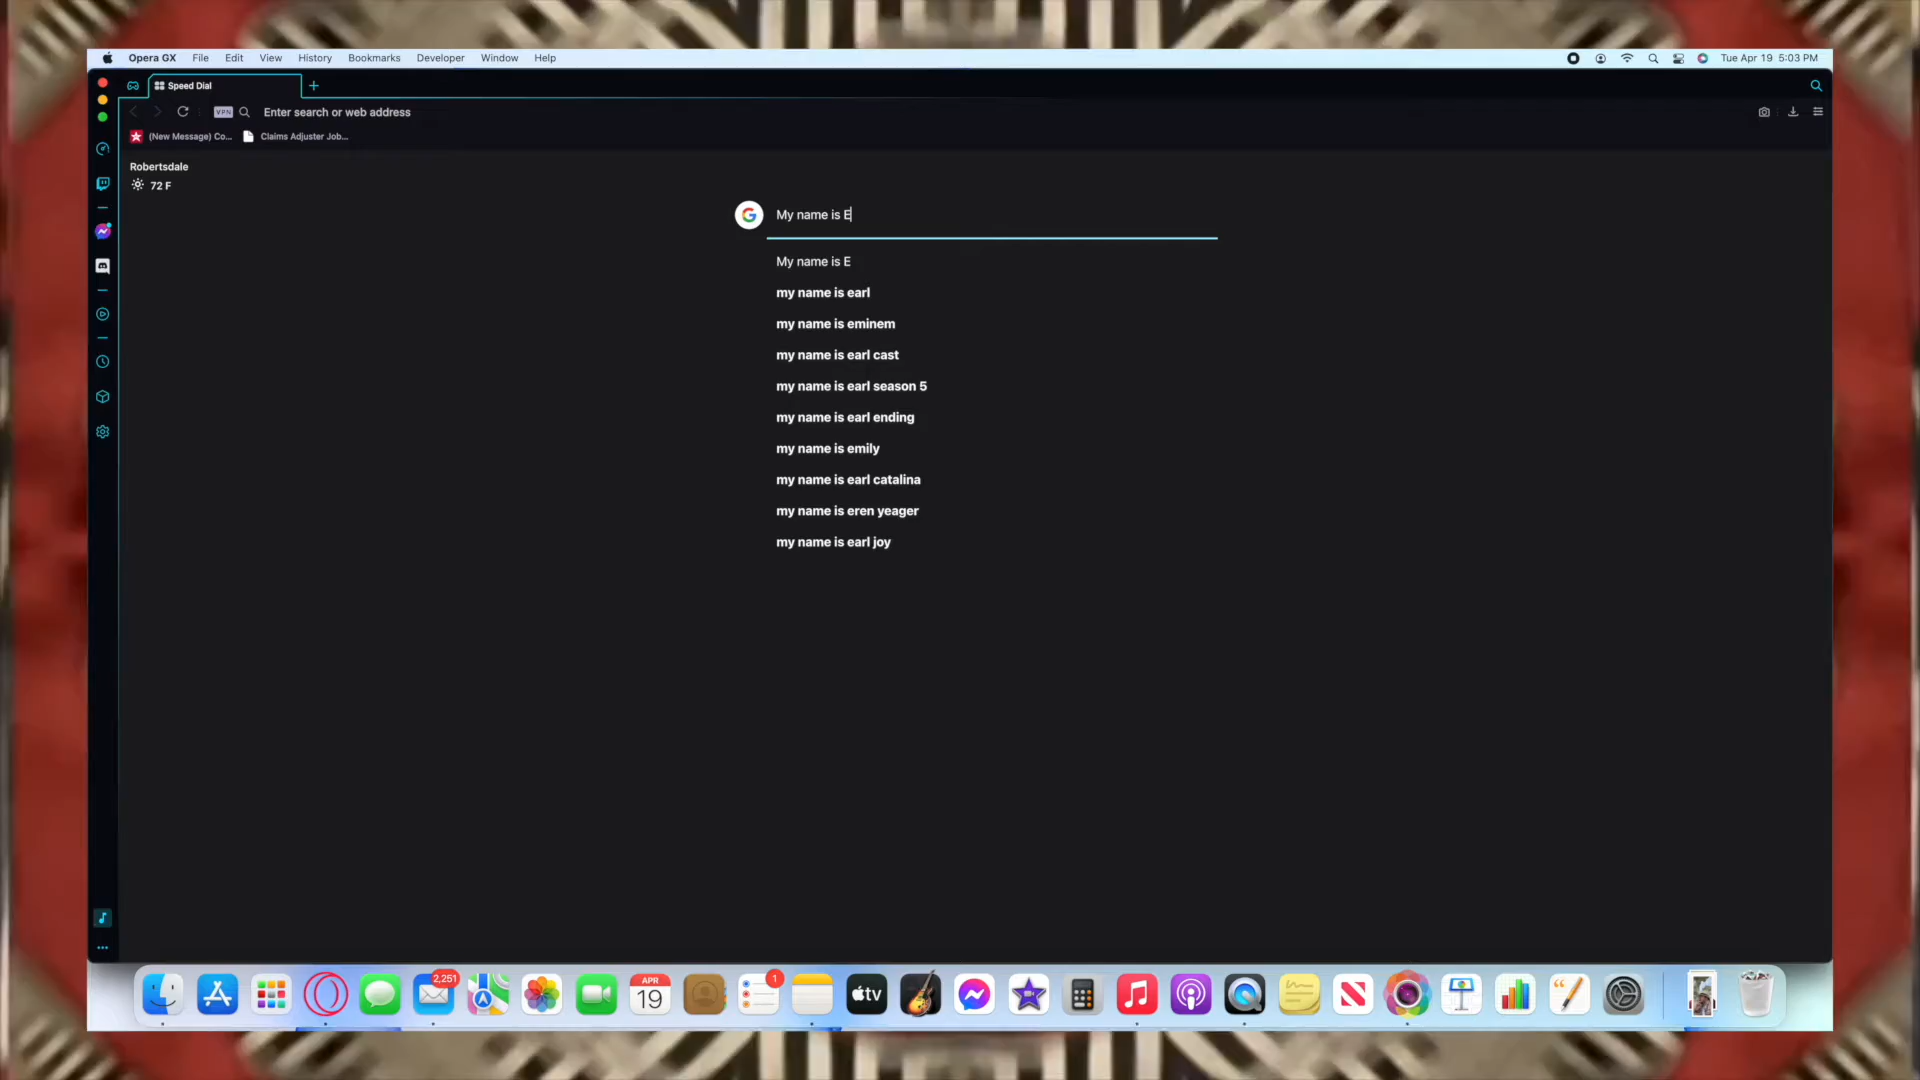 Opera GX File Edit View History Bookmarks Developer Window Help Tue Apr 19 5:03 PM
Speed Dial
VPN Enter search or web address
(New Message) Co... Claims Adjuster Job...
Robertsdale
72 F
My name is E
My name is E
my name is earl
my name is eminem
my name is earl cast
my name is earl season 5
my name is earl ending
my name is emily
my name is earl catalina
my name is eren yeager
my name is earl joy
2,251
APR
19
1
tv